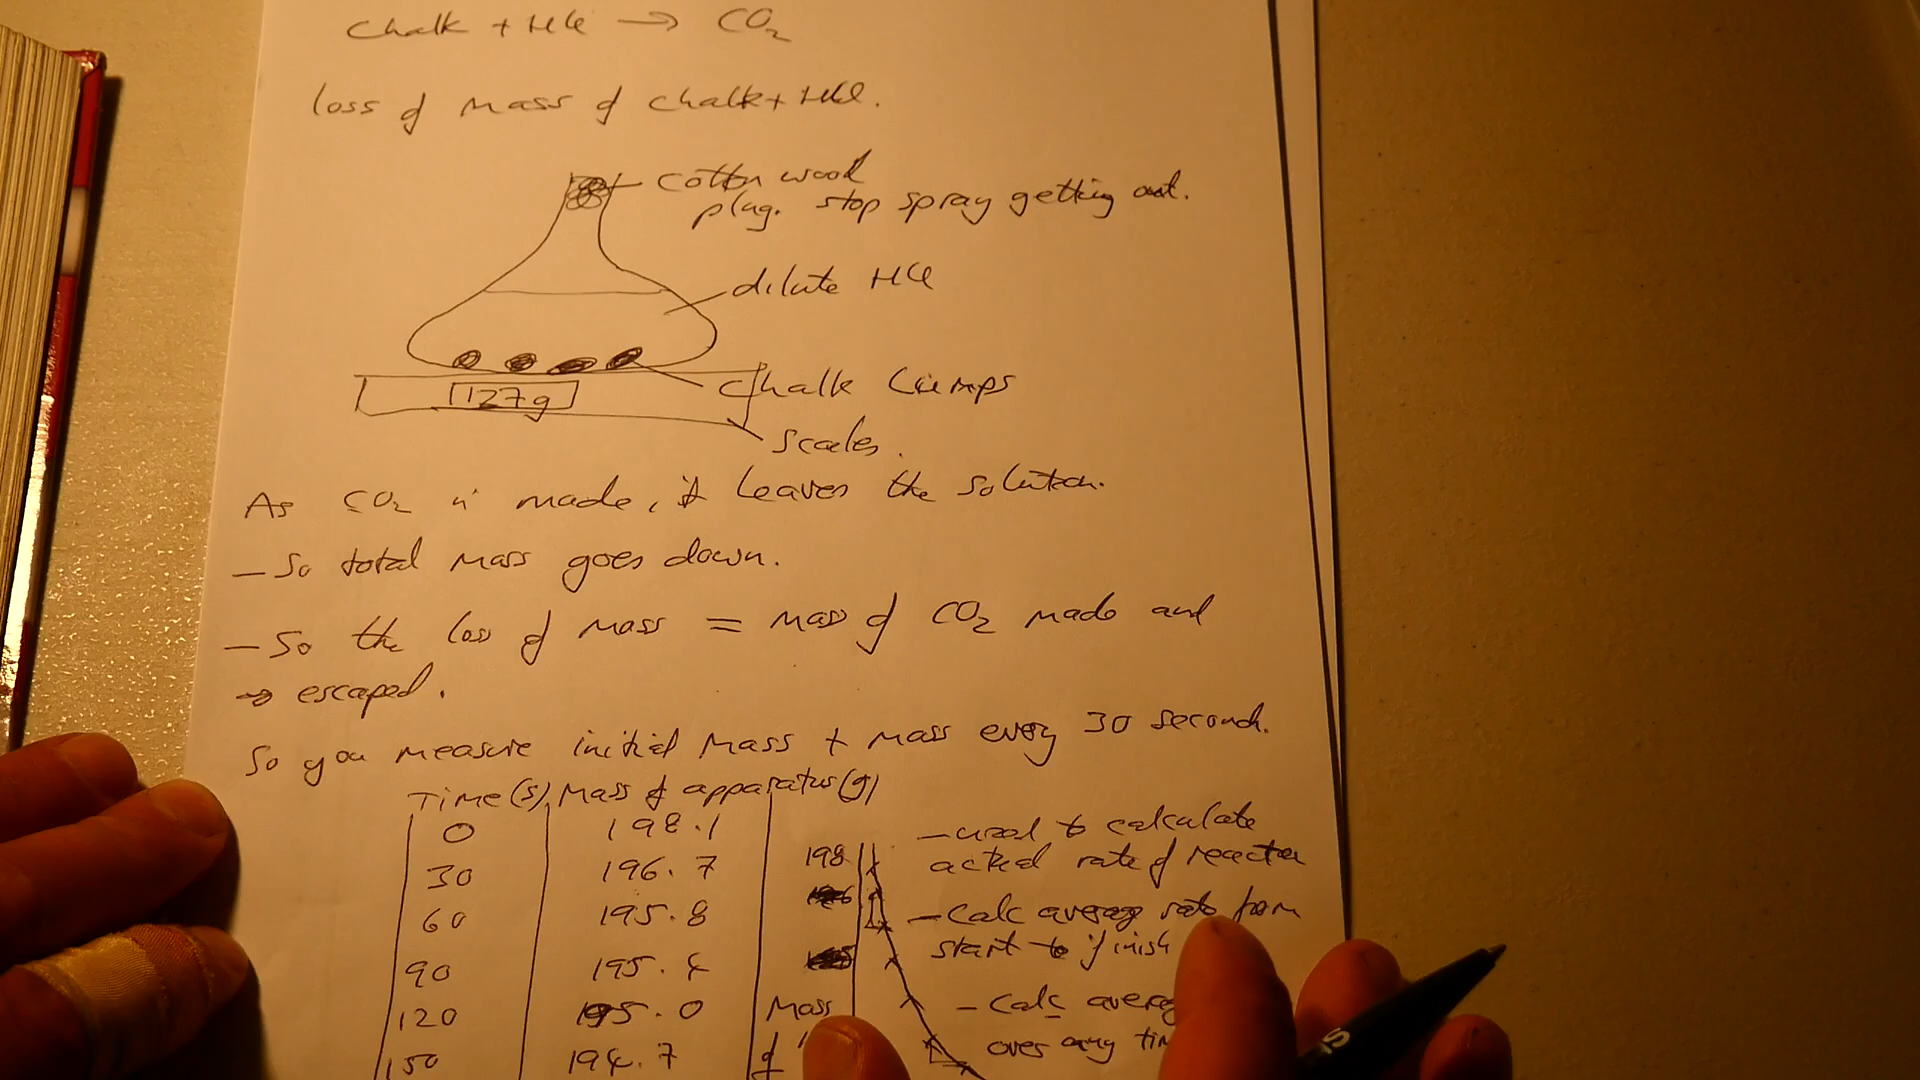 Chalk + HCl → CO2
loss of mass of chalk + HCl.
cotton wool
plug. stop spray getting out.
dilute HCl
chalk lumps
127g
scales.
As CO2 is made, it leaves the solution.
- So total mass goes down.
- So the loss of mass = mass of CO2 made and
→ escaped.
So you measure initial mass + mass every 30 second.
Time (s) Mass of apparatus (g)
0 198.1
30 196.7
60 195.8
90 195.4
120 195.0
150 194.7
198
Mass
of
- used to calculate
actual rate of reaction
- Calc average rate from
start to finish
- Calc
over any